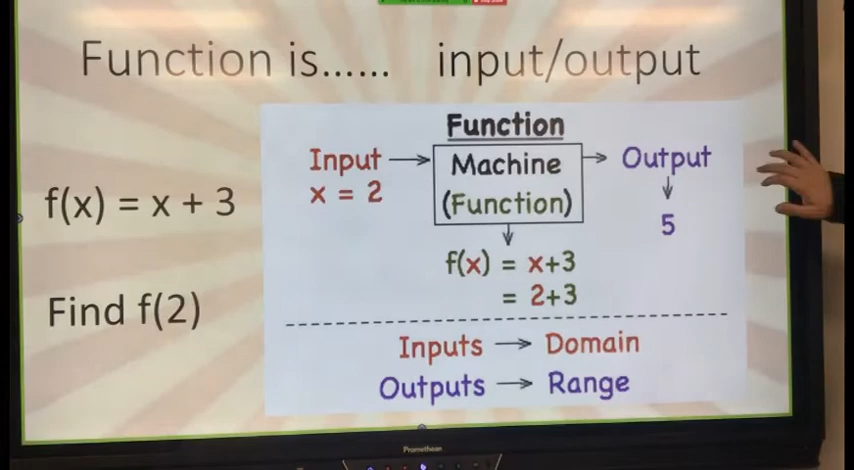 Function is...... input/output
f(x) = x + 3
Find f(2)
Function
Input → Machine → Output
x = 2 (Function) ↓
5
↓
f(x) = x+3
= 2+3
Inputs → Domain
Outputs → Range
Promethean